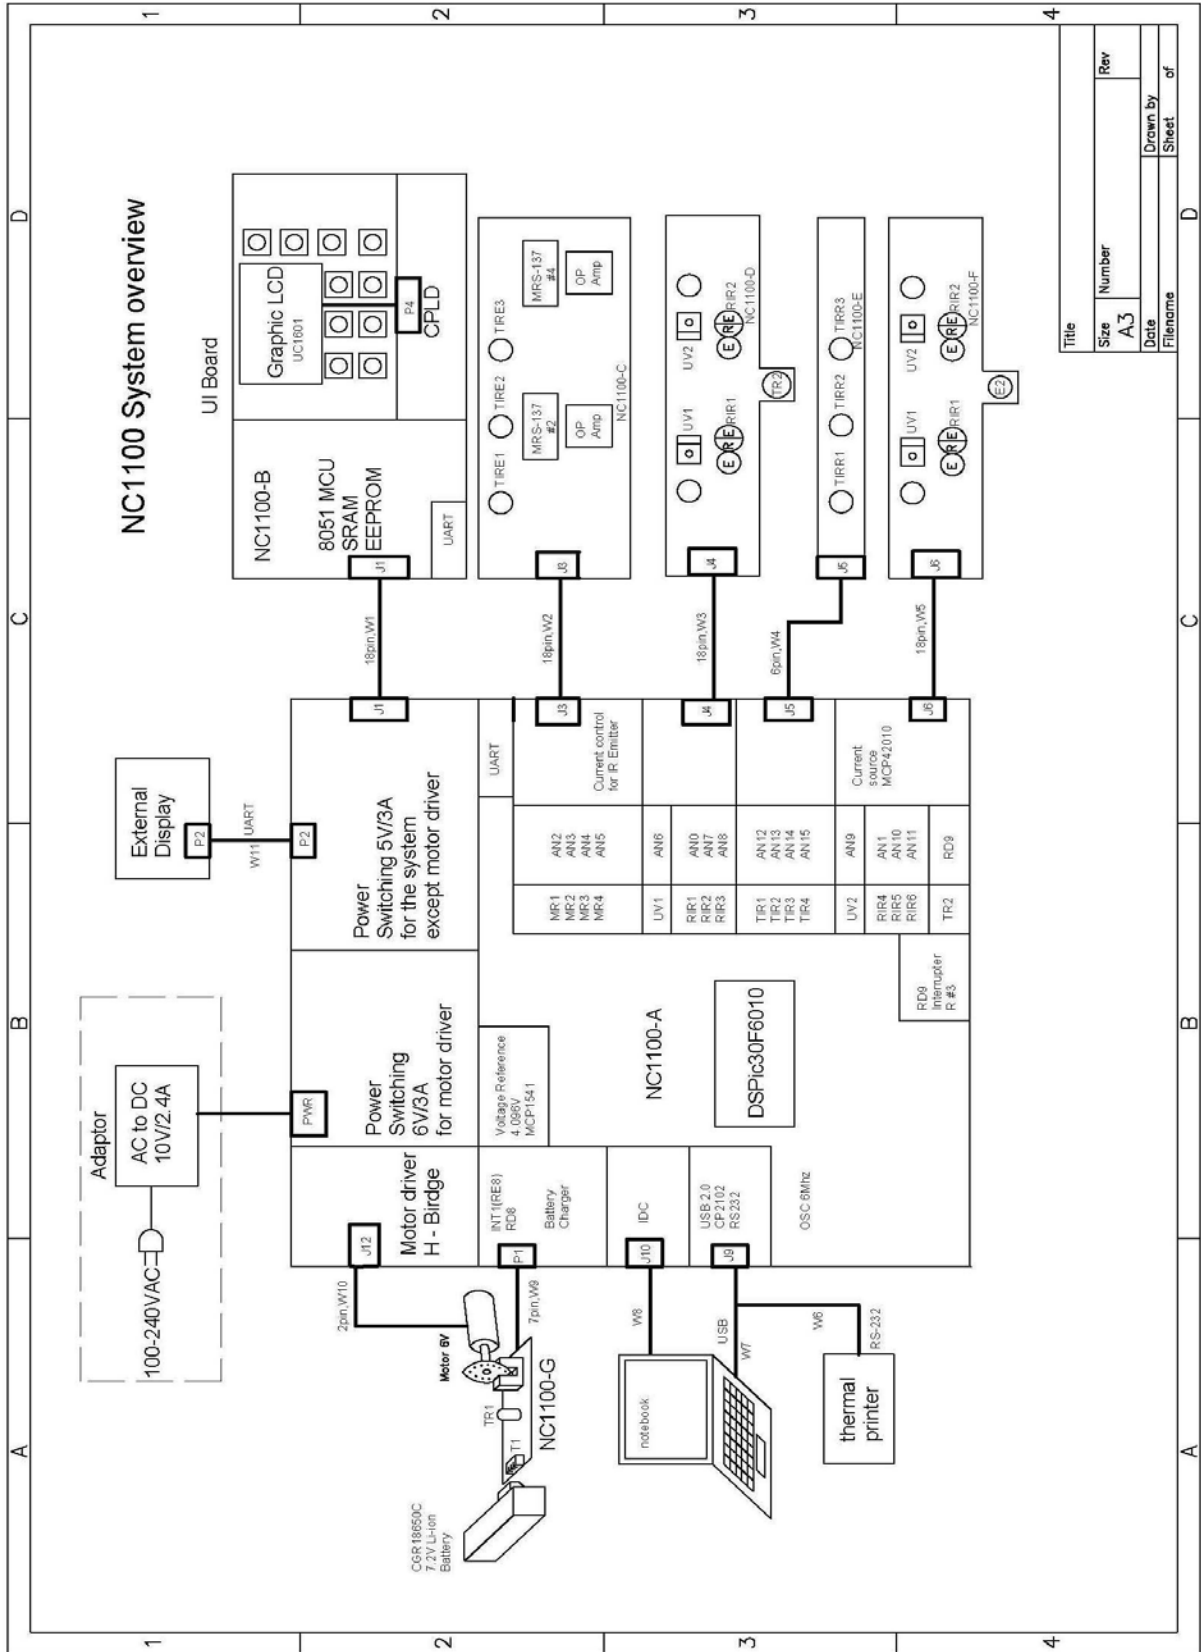 A
B
C
D
1
2
3
4
NC1100 System overview
Adaptor
100-240VAC
AC to DC
10V/2.4A
External
Display
P2
W11
UART
P2
PWR
UI Board
Graphic LCD
UC1601
P4
CPLD
NC1100-B
8051 MCU
SRAM
EEPROM
UART
J1
18pin,W1
J1
Motor driver
H - Birdge
J12
2pin,W10
Motor 6V
Power
Switching
6V/3A
for motor driver
Power
Switching 5V/3A
for the system
except motor driver
CGR18650C
7.2V Li-ion
Battery
T1
TR1
NC1100-G
7pin,W9
P1
INT1(RE8)
RD8
Battery
Charger
Voltage Reference
4.096V
MCP1541
UART
NC1100-A
DSPic30F6010
IDC
J10
W8
notebook
USB 2.0
CP2102
RS232
J9
USB
W7
W6
RS-232
thermal
printer
OSC 6Mhz
RD9
Interrupter
R #3
MR1
MR2
MR3
MR4
AN2
AN3
AN4
AN5
Current control
for IR Emitter
J3
UV1
AN6
RIR1
RIR2
RIR3
AN0
AN7
AN8
J4
TIR1
TIR2
TIR3
TIR4
AN12
AN13
AN14
AN15
J5
UV2
AN9
RIR4
RIR5
RIR6
AN1
AN10
AN11
Current
source
MCP42010
J6
TR2
RD9
18pin,W2
J3
TIRE1
TIRE2
TIRE3
MRS-137
#2
MRS-137
#4
OP
Amp
OP
Amp
NC1100-C
18pin,W3
J4
UV1
UV2
E R E RIR1
E R E RIR2
NC1100-D
TR2
6pin,W4
J5
TIRR1
TIRR2
TIRR3
NC1100-E
18pin,W5
J6
UV1
UV2
E R E RIR1
E R E RIR2
NC1100-F
E2
Title
Size
A3
Number
Rev
Date
Drawn by
Filename
Sheet of
1
2
3
4
A
B
C
D